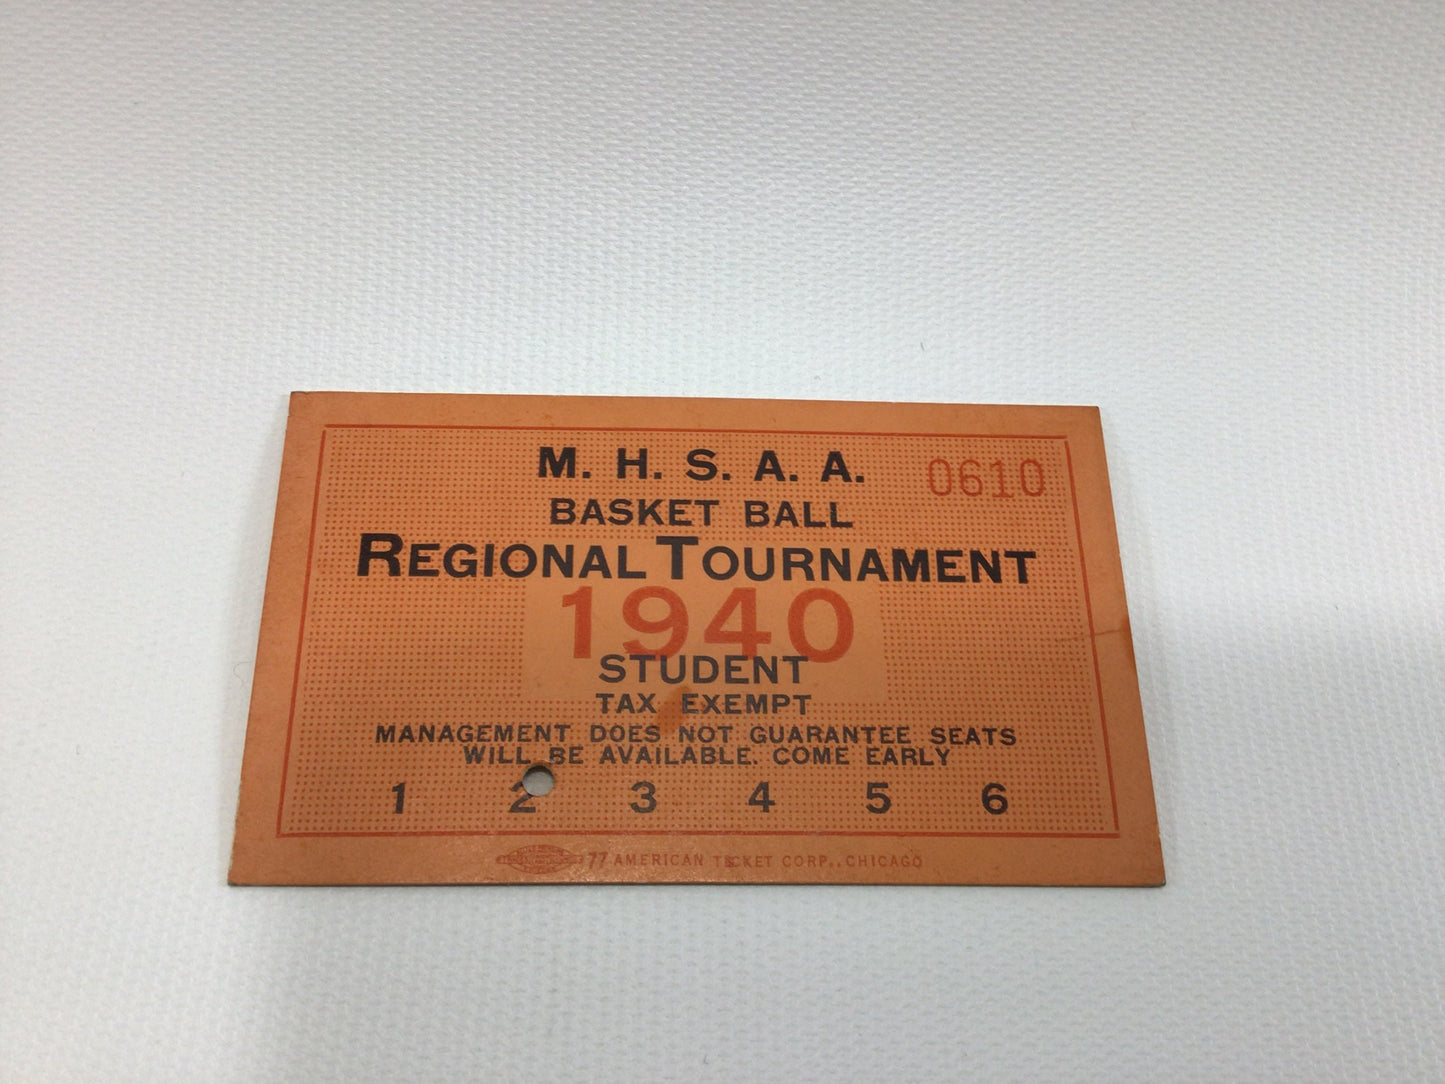 M. H. S. A. A.
0610
BASKET BALL
REGIONAL TOURNAMENT
1940
STUDENT
TAX EXEMPT
MANAGEMENT DOES NOT GUARANTEE SEATS
WILL BE AVAILABLE. COME EARLY
1 2 3 4 5 6
77 AMERICAN TICKET CORP., CHICAGO